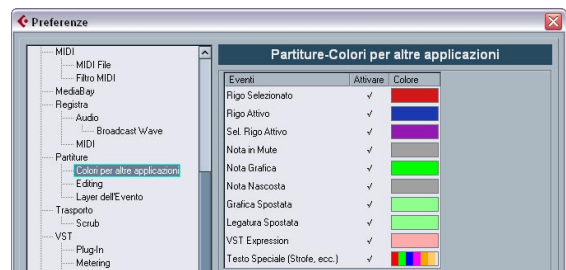 Preferenze
MIDI
MIDI File
Filtro MIDI
MediaBay
Registra
Audio
Broadcast Wave
MIDI
Partiture
Colori per altre applicazioni
Editing
Layer dell'Evento
Trasporto
Scrub
VST
Plug-In
Metering
Partiture-Colori per altre applicazioni
Eventi Attivare Colore
Rigo Selezionato √
Rigo Attivo √
Sel. Rigo Attivo √
Nota in Mute √
Nota Grafica √
Nota Nascosta √
Grafica Spostata √
Legatura Spostata √
VST Expression √
Testo Speciale (Strofe, ecc.) √